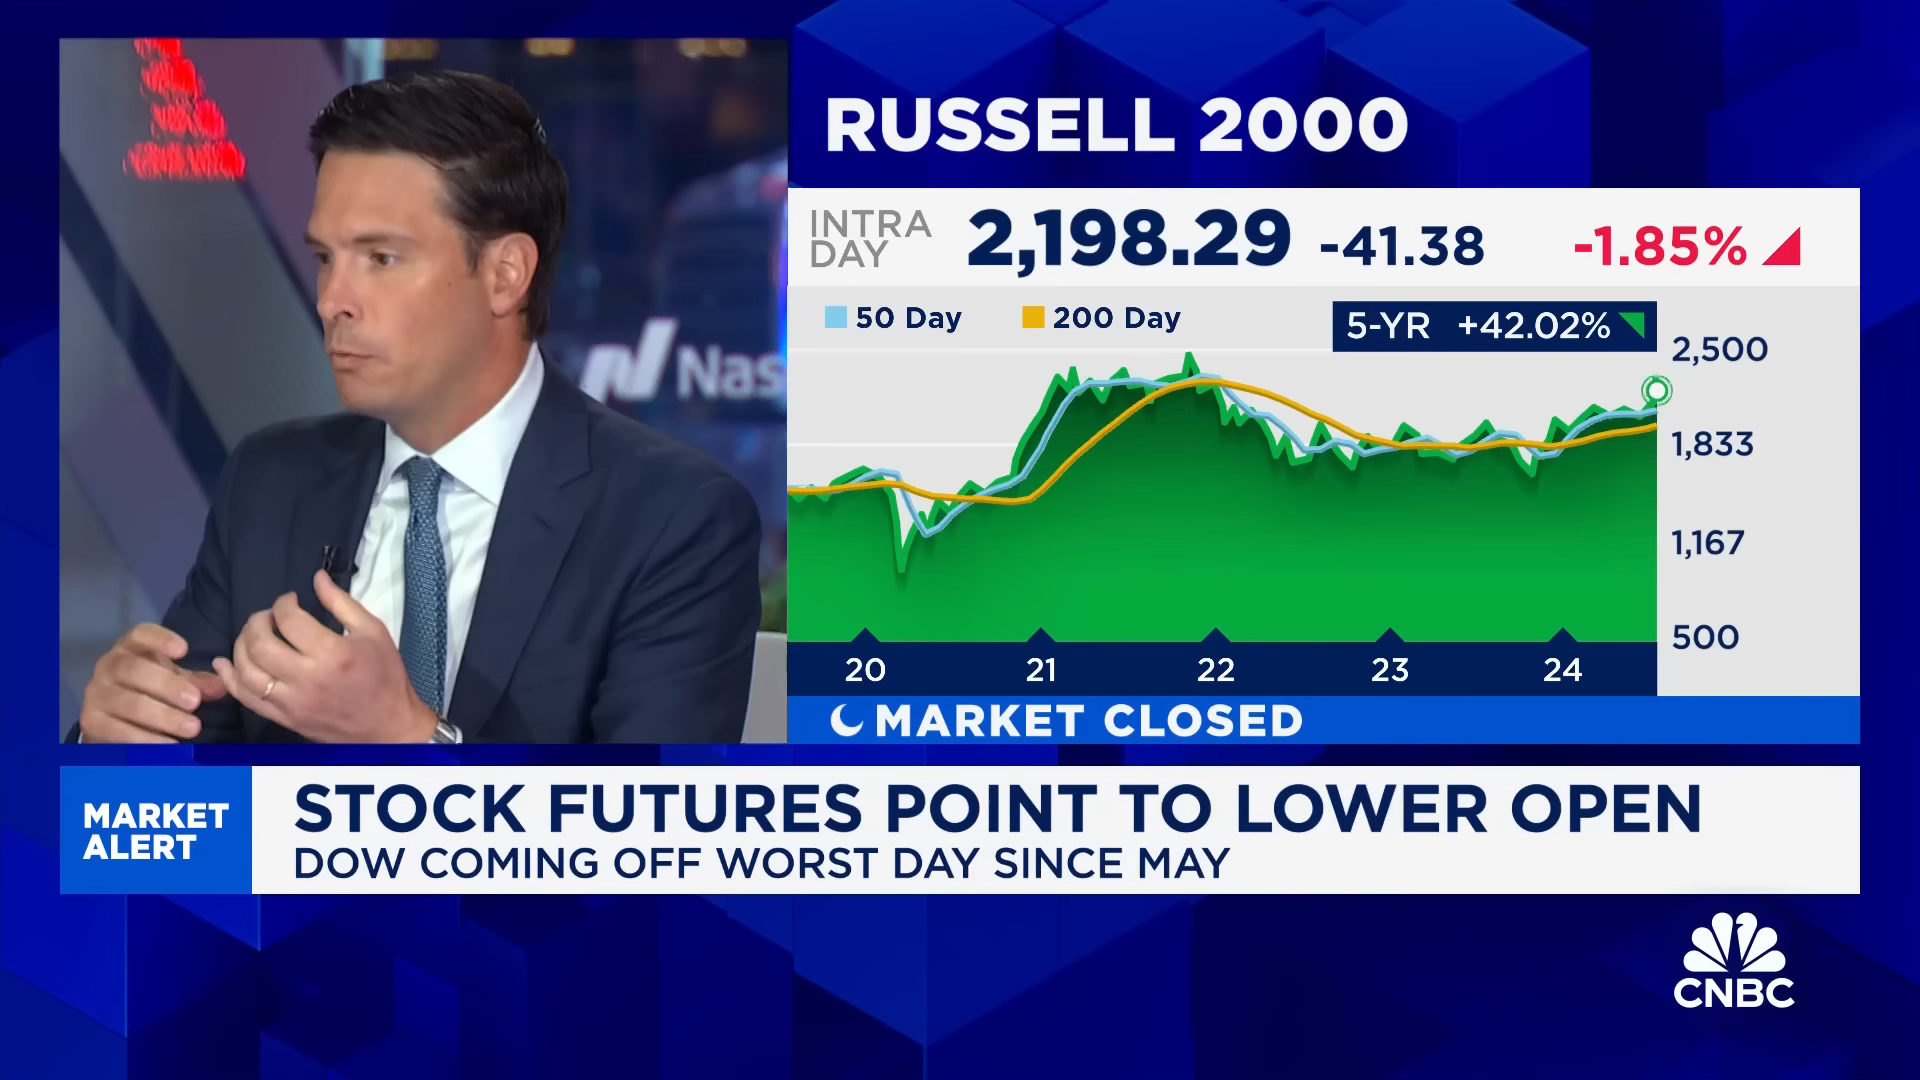 RUSSELL 2000
INTRA
DAY
2,198.29 -41.38 -1.85%
50 Day 200 Day 5-YR +42.02%
2,500
1,833
1,167
500
20 21 22 23 24
MARKET CLOSED
Nas
MARKET
ALERT
STOCK FUTURES POINT TO LOWER OPEN
DOW COMING OFF WORST DAY SINCE MAY
CNBC